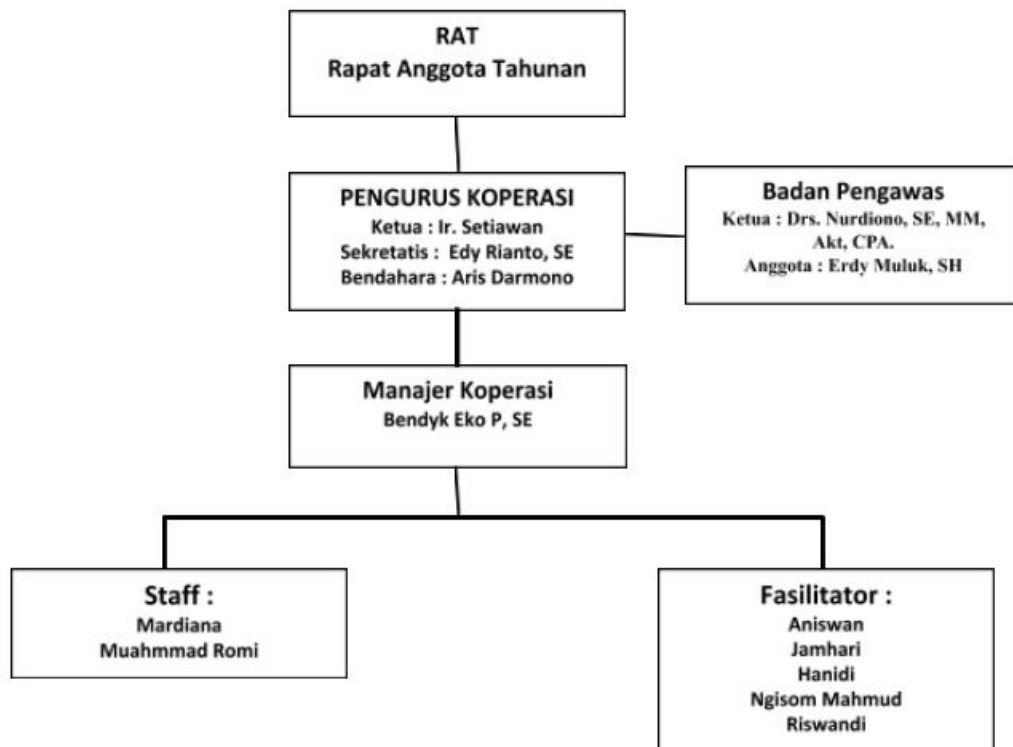 RAT
Rapat Anggota Tahunan
PENGURUS KOPERASI
Ketua : Ir. Setiawan
Sekretatis : Edy Rianto, SE
Bendahara : Aris Darmono
Badan Pengawas
Ketua : Drs. Nurdiono, SE, MM,
Akt, CPA.
Anggota : Erdy Muluk, SH
Manajer Koperasi
Bendyk Eko P, SE
Staff :
Mardiana
Muahmmad Romi
Fasilitator :
Aniswan
Jamhari
Hanidi
Ngisom Mahmud
Riswandi